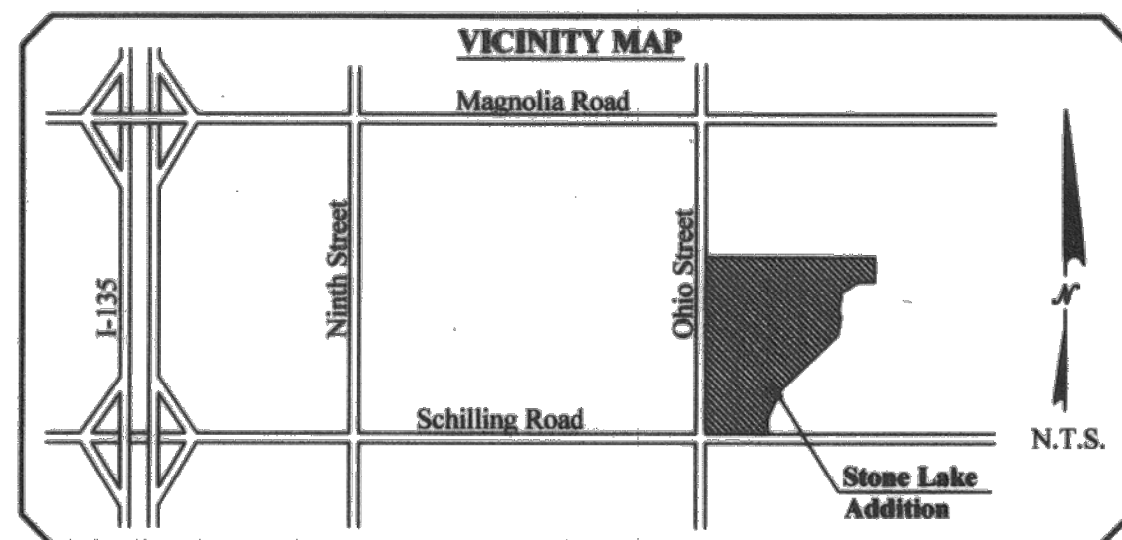 VICINITY MAP
Magnolia Road
I-135
Ninth Street
Ohio Street
N
Schilling Road
N.T.S.
Stone Lake
Addition